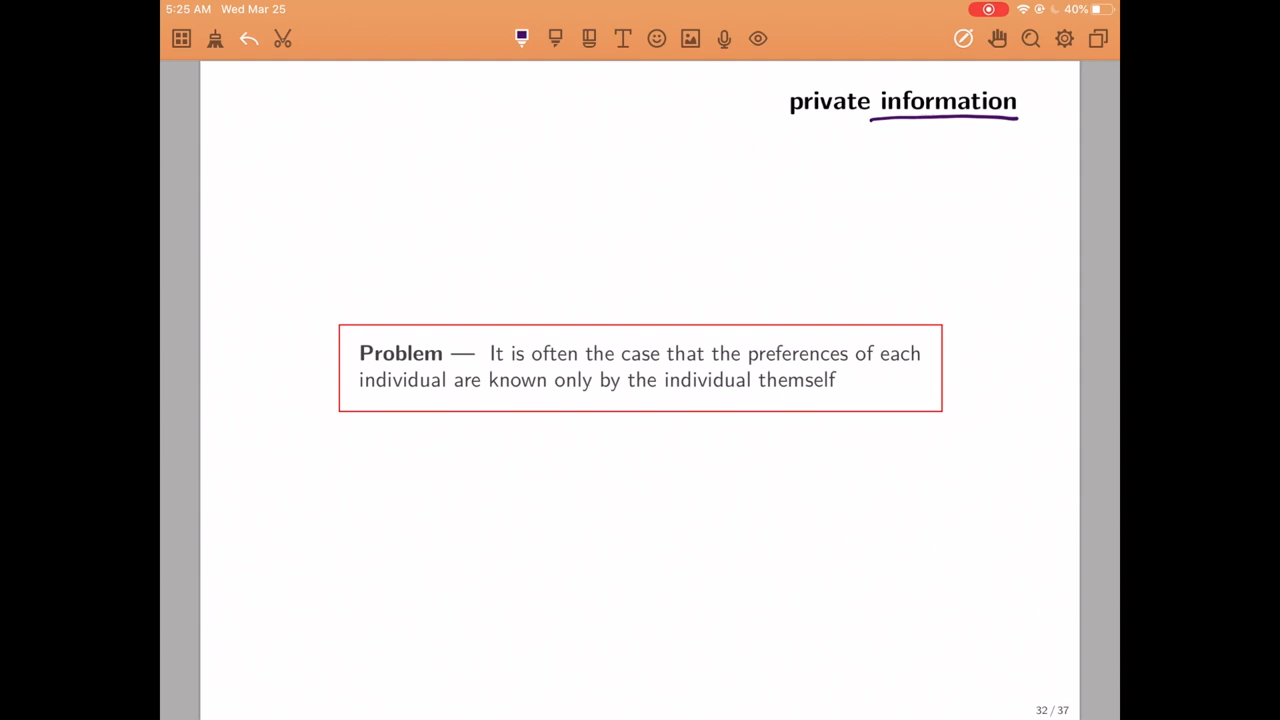 5:25 AM Wed Mar 25
40%
private information
Problem — It is often the case that the preferences of each
individual are known only by the individual themself
32 / 37